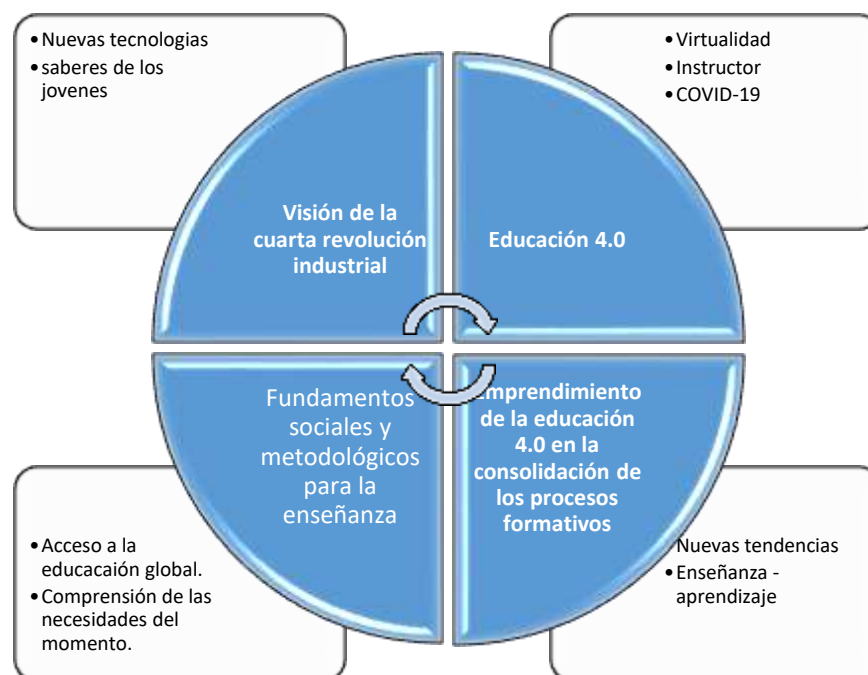 •Nuevas tecnologias
•saberes de los
jovenes
•Virtualidad
•Instructor
•COVID-19
Visión de la
cuarta revolución
industrial
Educación 4.0
Fundamentos
sociales y
metodológicos
para la
enseñanza
Emprendimiento
de la educación
4.0 en la
consolidación de
los procesos
formativos
•Acceso a la
educacaión global.
•Comprensión de las
necesidades del
momento.
Nuevas tendencias
•Enseñanza -
aprendizaje